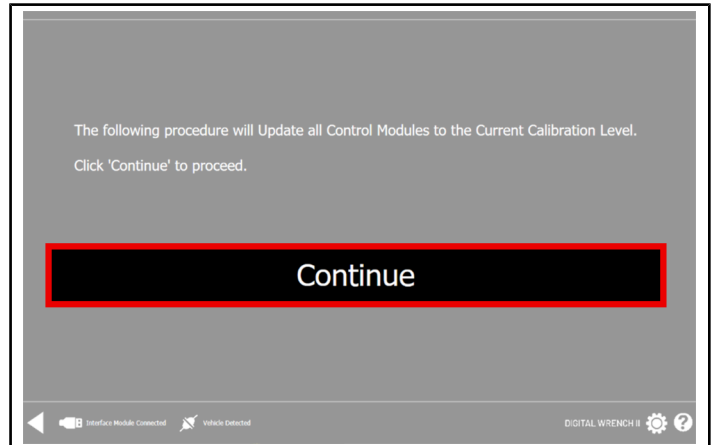 The following procedure will Update all Control Modules to the Current Calibration Level.
Click 'Continue' to proceed.
Continue
Interface Module Connected
Vehicle Detected
DIGITAL WRENCH II
?